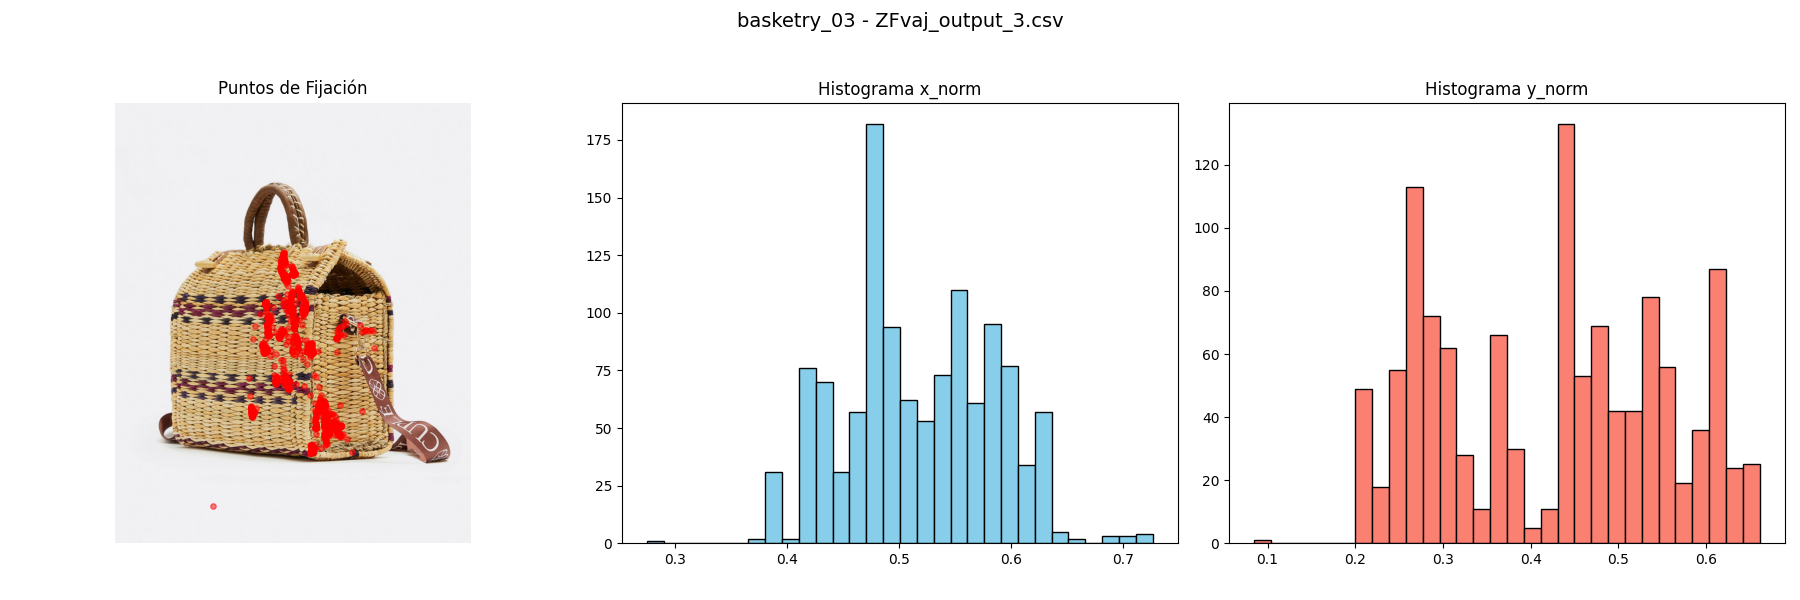 basketry_03 - ZFvaj_output_3.csv
Puntos de Fijación
Histograma x_norm
175
150
125
100
75
50
25
0
0.3 0.4 0.5 0.6 0.7
Histograma y_norm
120
100
80
60
40
20
0
0.1 0.2 0.3 0.4 0.5 0.6